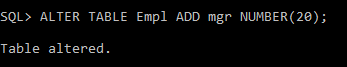 SQL> ALTER TABLE Empl ADD mgr NUMBER(20);
Table altered.